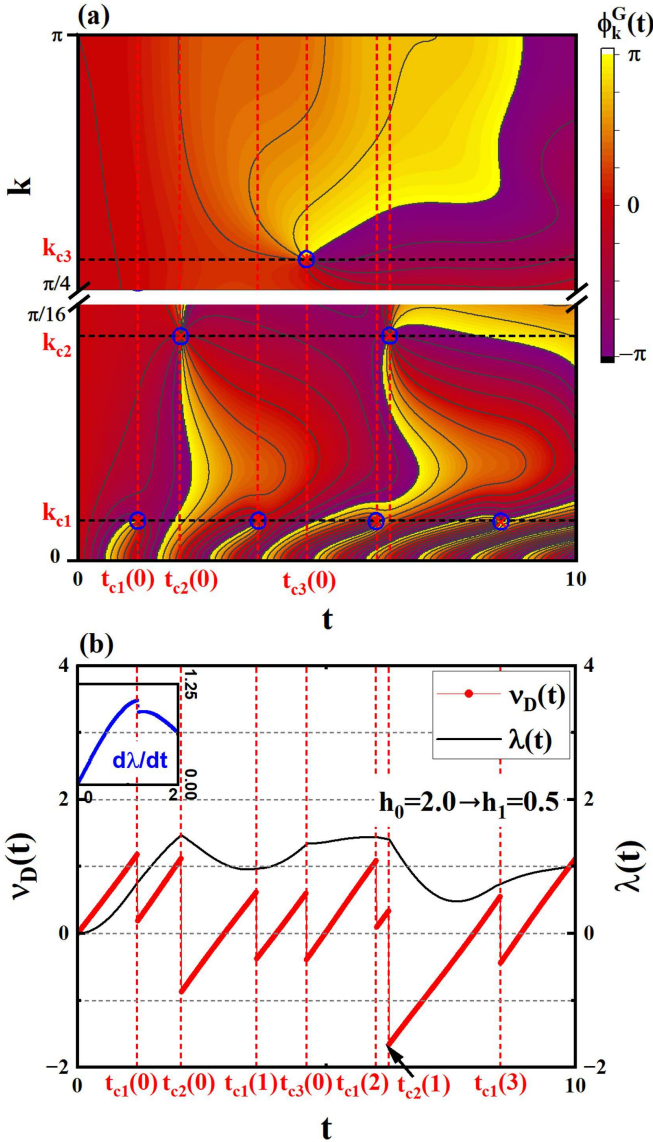 (a)
ϕ_k^G(t)
π
π
k
0
k_c3
π/4
π/16
k_c2
−π
k_c1
0
0 t_c1(0) t_c2(0) t_c3(0) 10
t
(b)
4 4
1.25
ν_D(t)
λ(t)
dλ/dt
0.00
0 2
2 2
h₀=2.0→h₁=0.5
ν_D(t)
λ(t)
0 0
−2 −2
0 t_c1(0) t_c2(0) t_c1(1) t_c3(0) t_c1(2) t_c2(1) t_c1(3) 10
t